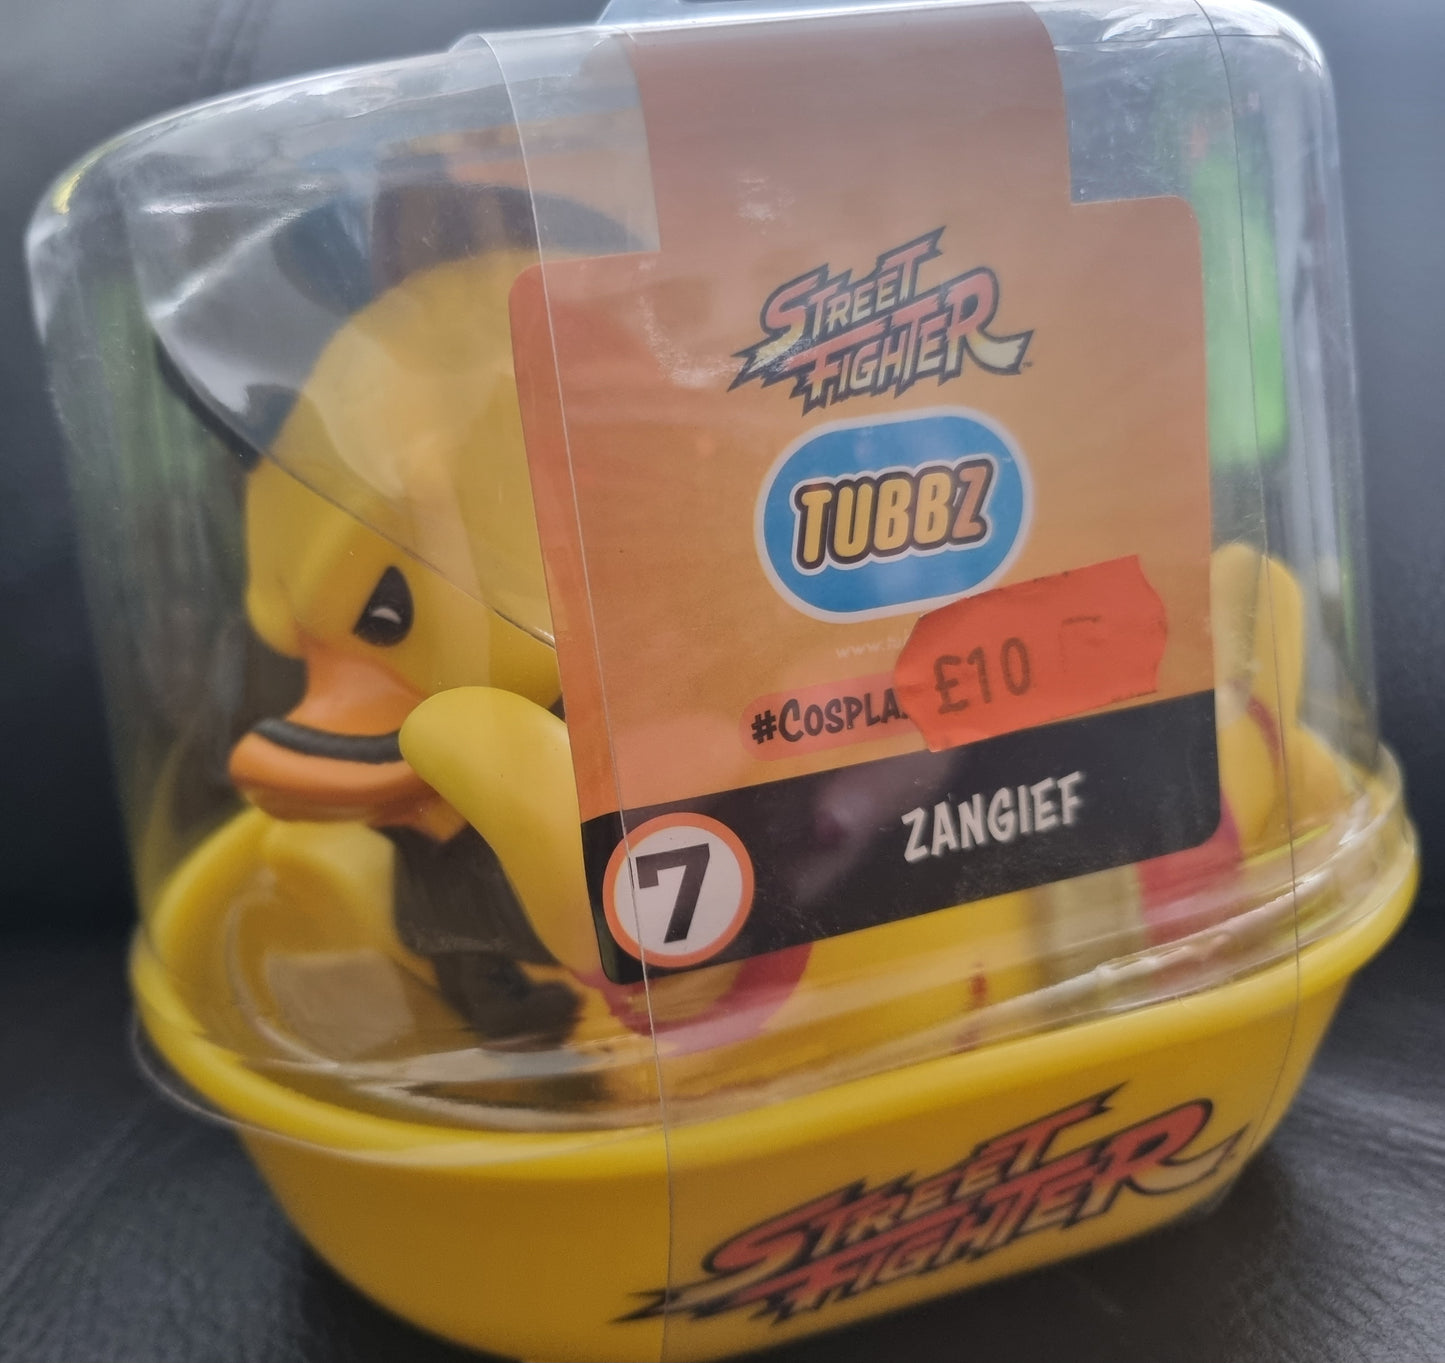 STREET
FIGHTER
TUBBZ
£10
#COSPLA
ZANGIEF
7
STREET
FIGHTER